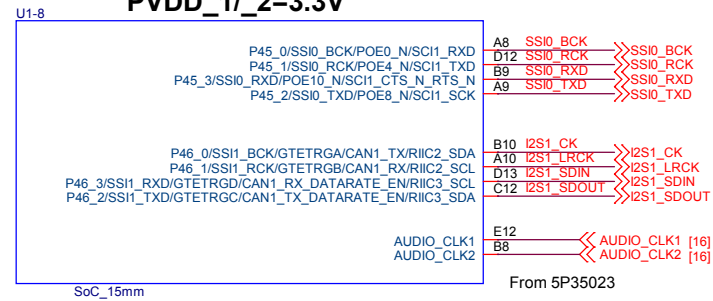 PVDD_1/_2=3.3V
U1-8
P45_0/SSI0_BCK/POE0_N/SCI1_RXD A8 SSI0_BCK SSI0_BCK
P45_1/SSI0_RCK/POE4_N/SCI1_TXD D12 SSI0_RCK SSI0_RCK
P45_3/SSI0_RXD/POE10_N/SCI1_CTS_N_RTS_N B9 SSI0_RXD SSI0_RXD
P45_2/SSI0_TXD/POE8_N/SCI1_SCK A9 SSI0_TXD SSI0_TXD
P46_0/SSI1_BCK/GTETRGA/CAN1_TX/RIIC2_SDA B10 I2S1_CK I2S1_CK
P46_1/SSI1_RCK/GTETRGB/CAN1_RX/RIIC2_SCL A10 I2S1_LRCK I2S1_LRCK
P46_3/SSI1_RXD/GTETRGD/CAN1_RX_DATARATE_EN/RIIC3_SCL D13 I2S1_SDIN I2S1_SDIN
P46_2/SSI1_TXD/GTETRGC/CAN1_TX_DATARATE_EN/RIIC3_SDA C12 I2S1_SDOUT I2S1_SDOUT
AUDIO_CLK1 E12 AUDIO_CLK1 [16]
AUDIO_CLK2 B8 AUDIO_CLK2 [16]
From 5P35023
SoC_15mm